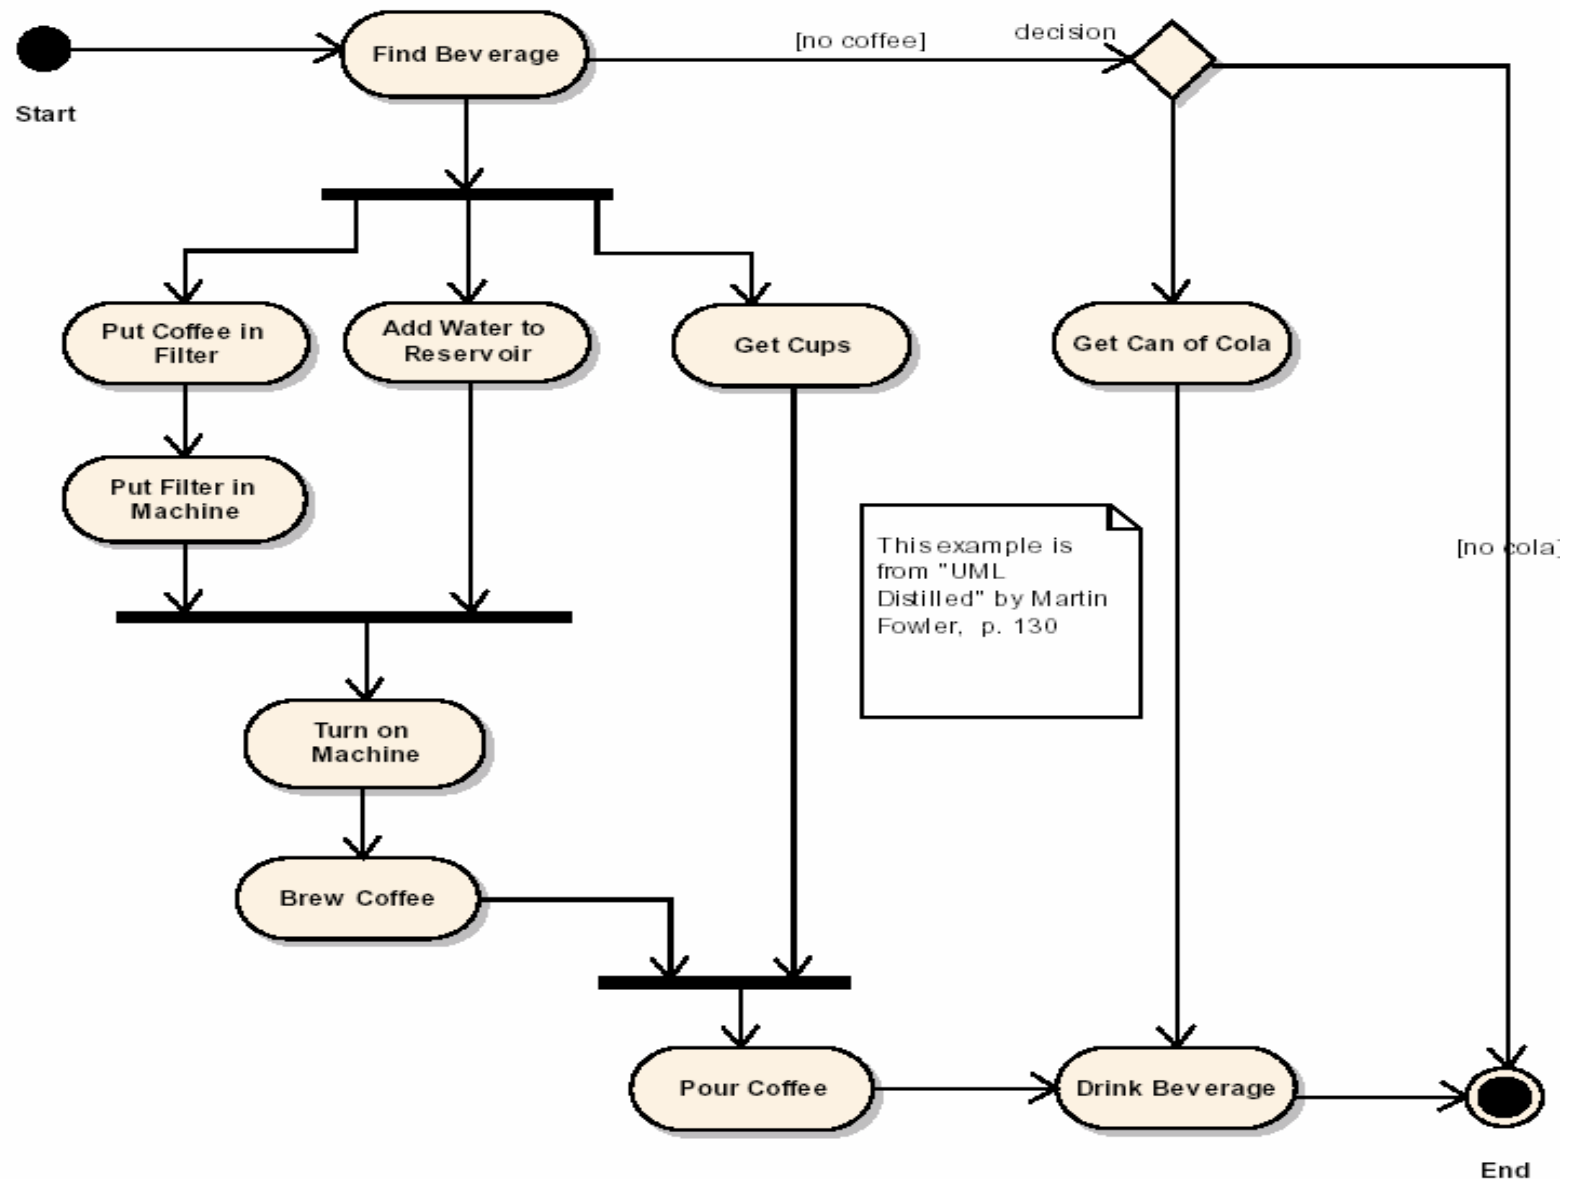 Find Beverage
[no coffee]
decision
Start
Put Coffee in
Filter
Add Water to
Reservoir
Get Cups
Get Can of Cola
Put Filter in
Machine
This example is
from "UML
Distilled" by Martin
Fowler, p. 130
[no cola]
Turn on
Machine
Brew Coffee
Pour Coffee
Drink Beverage
End